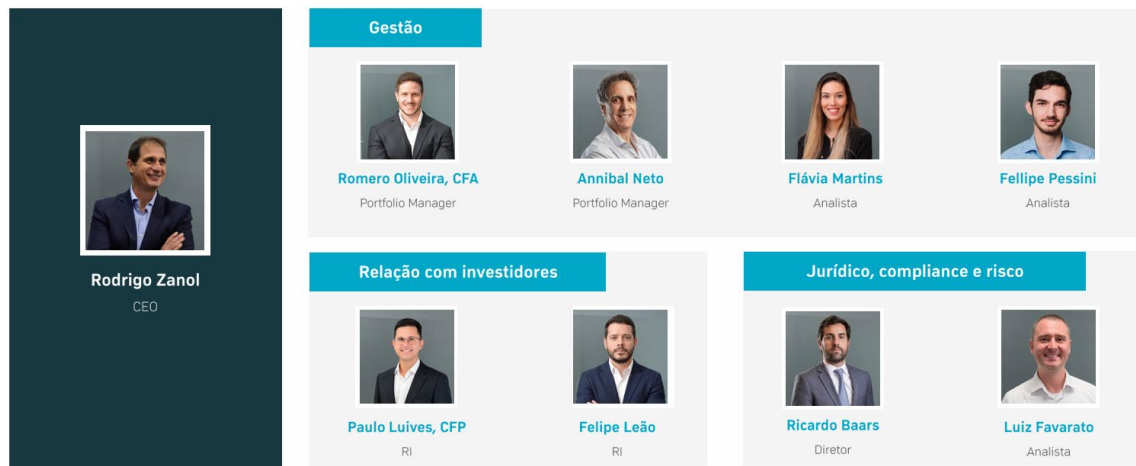 Rodrigo Zanol
CEO
Gestão
Romero Oliveira, CFA
Portfolio Manager
Annibal Neto
Portfolio Manager
Flávia Martins
Analista
Fellipe Pessini
Analista
Relação com investidores
Paulo Luives, CFP
RI
Felipe Leão
RI
Jurídico, compliance e risco
Ricardo Baars
Diretor
Luiz Favarato
Analista